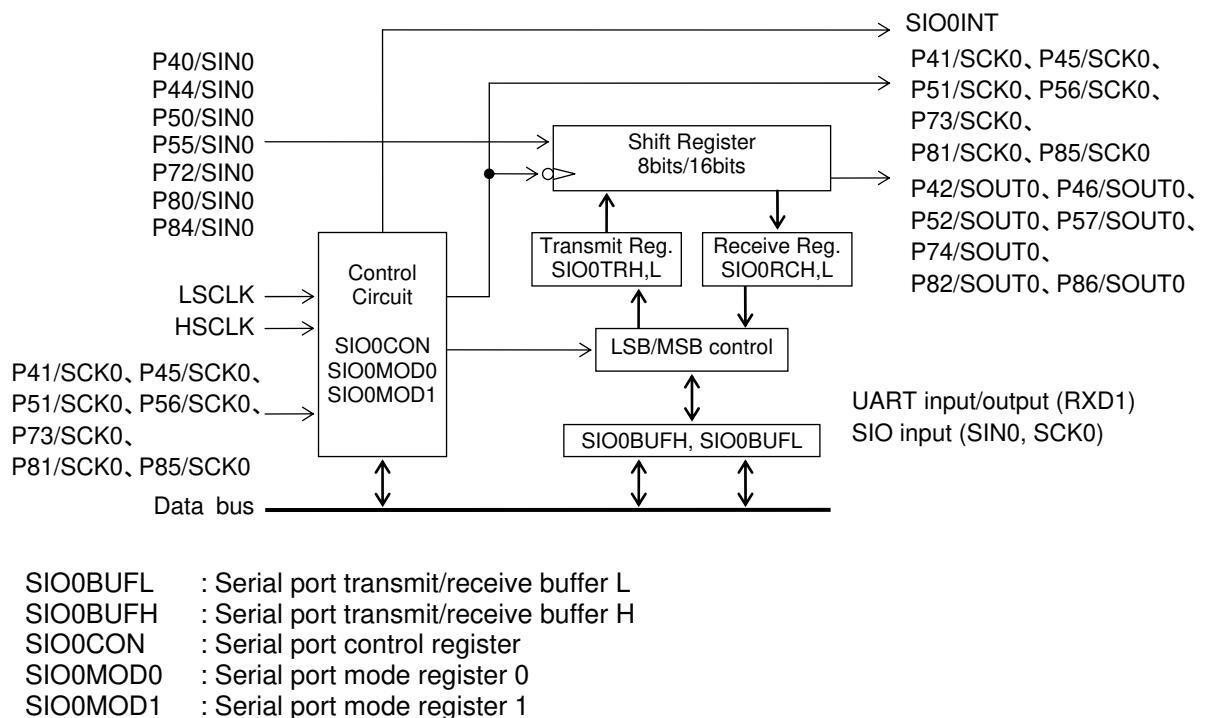 SIO0INT
P40/SIN0
P44/SIN0
P50/SIN0
P55/SIN0
P72/SIN0
P80/SIN0
P84/SIN0
P41/SCK0、P45/SCK0、
P51/SCK0、P56/SCK0、
P73/SCK0、
P81/SCK0、P85/SCK0
Shift Register
8bits/16bits
P42/SOUT0、P46/SOUT0、
P52/SOUT0、P57/SOUT0、
P74/SOUT0、
P82/SOUT0、P86/SOUT0
Transmit Reg.
SIO0TRH,L
Receive Reg.
SIO0RCH,L
Control
Circuit
SIO0CON
SIO0MOD0
SIO0MOD1
LSCLK
HSCLK
LSB/MSB control
P41/SCK0、P45/SCK0、
P51/SCK0、P56/SCK0、
P73/SCK0、
P81/SCK0、P85/SCK0
SIO0BUFH, SIO0BUFL
UART input/output (RXD1)
SIO input (SIN0, SCK0)
Data bus
SIO0BUFL : Serial port transmit/receive buffer L
SIO0BUFH : Serial port transmit/receive buffer H
SIO0CON : Serial port control register
SIO0MOD0 : Serial port mode register 0
SIO0MOD1 : Serial port mode register 1